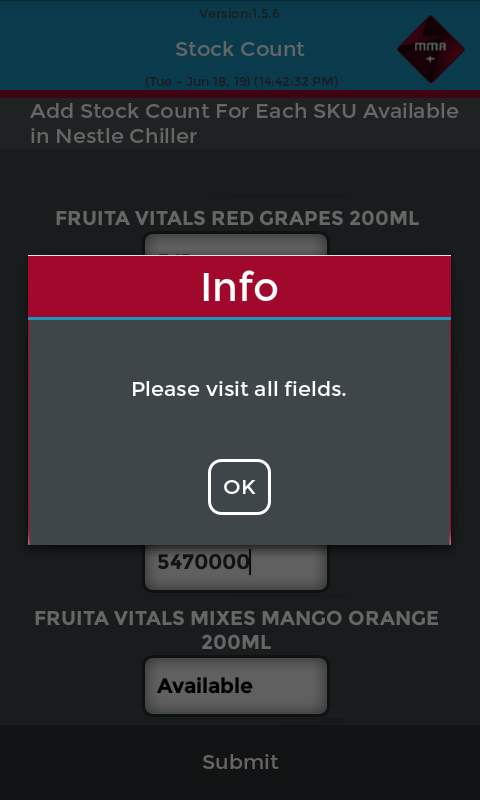 Version:1.5.6
Stock Count
MMA
+
(Tue - Jun 18, 19) (14:42:32 PM)
Add Stock Count For Each SKU Available
in Nestle Chiller
FRUITA VITALS RED GRAPES 200ML
Info
Please visit all fields.
OK
5470000
FRUITA VITALS MIXES MANGO ORANGE
200ML
Available
Submit